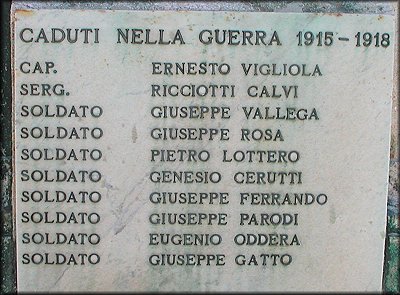 CADUTI NELLA GUERRA 1915-1918
CAP. ERNESTO VIGLIOLA
SERG. RICCIOTTI CALVI
SOLDATO GIUSEPPE VALLEGA
SOLDATO GIUSEPPE ROSA
SOLDATO PIETRO LOTTERO
SOLDATO GENESIO CERUTTI
SOLDATO GIUSEPPE FERRANDO
SOLDATO GIUSEPPE PARODI
SOLDATO EUGENIO ODDERA
SOLDATO GIUSEPPE GATTO